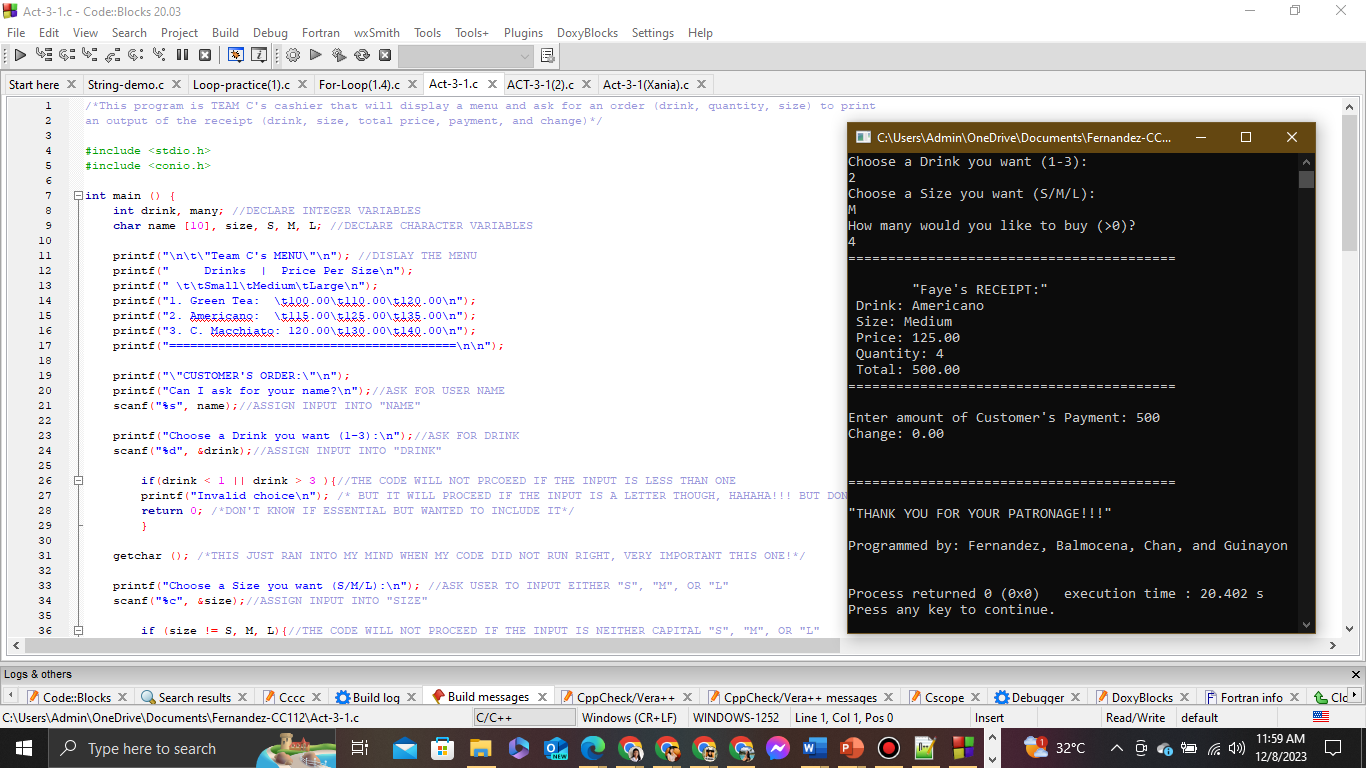 Act-3-1.c - Code::Blocks 20.03
File Edit View Search Project Build Debug Fortran wxSmith Tools Tools+ Plugins DoxyBlocks Settings Help
Start here String-demo.c Loop-practice(1).c For-Loop(1.4).c Act-3-1.c ACT-3-1(2).c Act-3-1(Xania).c
1 /*This program is TEAM C's cashier that will display a menu and ask for an order (drink, quantity, size) to print
2 an output of the receipt (drink, size, total price, payment, and change)*/
3
4 #include <stdio.h>
5 #include <conio.h>
6
7 int main () {
8 int drink, many; //DECLARE INTEGER VARIABLES
9 char name [10], size, S, M, L; //DECLARE CHARACTER VARIABLES
10
11 printf("\n\t\"Team C's MENU\"\n"); //DISLAY THE MENU
12 printf("     Drinks  |  Price Per Size\n");
13 printf(" \t\tSmall\tMedium\tLarge\n");
14 printf("1. Green Tea:  \t100.00\t110.00\t120.00\n");
15 printf("2. Americano:  \t115.00\t125.00\t135.00\n");
16 printf("3. C. Macchiato: 120.00\t130.00\t140.00\n");
17 printf("=========================================\n\n");
18
19 printf("\"CUSTOMER'S ORDER:\"\n");
20 printf("Can I ask for your name?\n");//ASK FOR USER NAME
21 scanf("%s", name);//ASSIGN INPUT INTO "NAME"
22
23 printf("Choose a Drink you want (1-3):\n");//ASK FOR DRINK
24 scanf("%d", &drink);//ASSIGN INPUT INTO "DRINK"
25
26 if(drink < 1 || drink > 3 ){//THE CODE WILL NOT PRCOEED IF THE INPUT IS LESS THAN ONE
27 printf("Invalid choice\n"); /* BUT IT WILL PROCEED IF THE INPUT IS A LETTER THOUGH, HAHAHA!!! BUT DON
28 return 0; /*DON'T KNOW IF ESSENTIAL BUT WANTED TO INCLUDE IT*/
29 }
30
31 getchar (); /*THIS JUST RAN INTO MY MIND WHEN MY CODE DID NOT RUN RIGHT, VERY IMPORTANT THIS ONE!*/
32
33 printf("Choose a Size you want (S/M/L):\n"); //ASK USER TO INPUT EITHER "S", "M", OR "L"
34 scanf("%c", &size);//ASSIGN INPUT INTO "SIZE"
35
36 if (size != S, M, L){//THE CODE WILL NOT PROCEED IF THE INPUT IS NEITHER CAPITAL "S", "M", OR "L"
C:\Users\Admin\OneDrive\Documents\Fernandez-CC...
Choose a Drink you want (1-3):
2
Choose a Size you want (S/M/L):
M
How many would you like to buy (>0)?
4
=========================================
"Faye's RECEIPT:"
Drink: Americano
Size: Medium
Price: 125.00
Quantity: 4
Total: 500.00
=========================================
Enter amount of Customer's Payment: 500
Change: 0.00
=========================================
"THANK YOU FOR YOUR PATRONAGE!!!"
Programmed by: Fernandez, Balmocena, Chan, and Guinayon
Process returned 0 (0x0)   execution time : 20.402 s
Press any key to continue.
Logs & others
Code::Blocks Search results Cccc Build log Build messages CppCheck/Vera++ CppCheck/Vera++ messages Cscope Debugger DoxyBlocks Fortran info Clc
C:\Users\Admin\OneDrive\Documents\Fernandez-CC112\Act-3-1.c C/C++ Windows (CR+LF) WINDOWS-1252 Line 1, Col 1, Pos 0 Insert Read/Write default
Type here to search
NEW
1
32°C
11:59 AM
12/8/2023